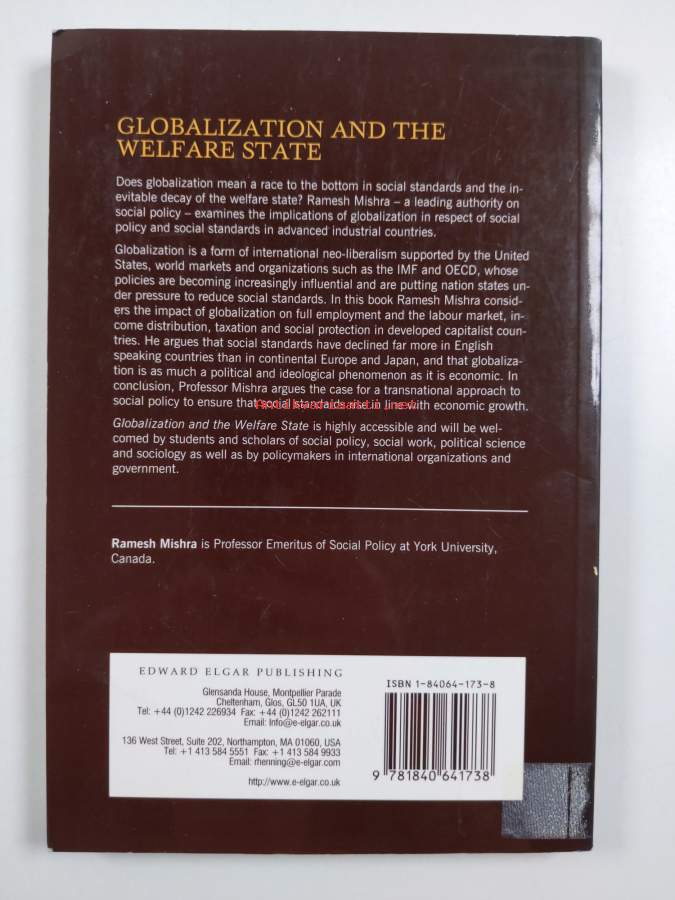 GLOBALIZATION AND THE
WELFARE STATE
Does globalization mean a race to the bottom in social standards and the in-
evitable decay of the welfare state? Ramesh Mishra – a leading authority on
social policy – examines the implications of globalization in respect of social
policy and social standards in advanced industrial countries.
Globalization is a form of international neo-liberalism supported by the United
States, world markets and organizations such as the IMF and OECD, whose
policies are becoming increasingly influential and are putting nation states un-
der pressure to reduce social standards. In this book Ramesh Mishra consid-
ers the impact of globalization on full employment and the labour market, in-
come distribution, taxation and social protection in developed capitalist coun-
tries. He argues that social standards have declined far more in English
speaking countries than in continental Europe and Japan, and that globaliza-
tion is as much a political and ideological phenomenon as it is economic. In
conclusion, Professor Mishra argues the case for a transnational approach to
social policy to ensure that social standards rise in line with economic growth.
Globalization and the Welfare State is highly accessible and will be wel-
comed by students and scholars of social policy, social work, political science
and sociology as well as by policymakers in international organizations and
government.
Ramesh Mishra is Professor Emeritus of Social Policy at York University,
Canada.
EDWARD ELGAR PUBLISHING
Glensanda House, Montpellier Parade
Cheltenham, Glos, GL50 1UA, UK
Tel: +44 (0)1242 226934 Fax: +44 (0)1242 262111
Email: Info@e-elgar.co.uk
136 West Street, Suite 202, Northampton, MA 01060, USA
Tel: +1 413 584 5551 Fax: +1 413 584 9933
Email: rhenning@e-elgar.com
http://www.e-elgar.co.uk
ISBN 1-84064-173-8
9 781840 641738